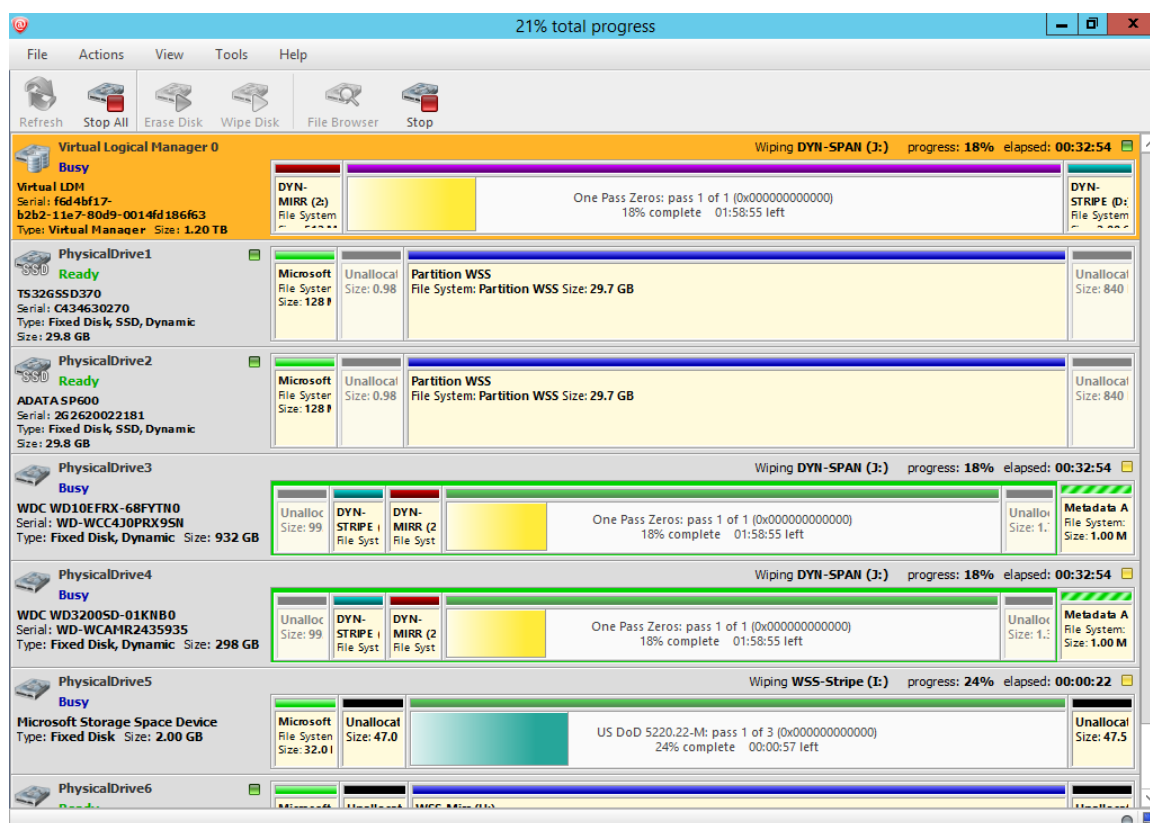 21% total progress
File Actions View Tools Help
Refresh Stop All Erase Disk Wipe Disk File Browser Stop
Virtual Logical Manager 0
Busy
Virtual LDM
Serial: f6d4bf17-
b2b2-11e7-80d9-0014fd186f63
Type: Virtual Manager Size: 1.20 TB
Wiping DYN-SPAN (J:) progress: 18% elapsed: 00:32:54
DYN-
MIRR (2:)
File System
One Pass Zeros: pass 1 of 1 (0x000000000000)
18% complete 01:58:55 left
DYN-
STRIPE (D:
File System
PhysicalDrive1
Ready
TS32GSSD370
Serial: C434630270
Type: Fixed Disk, SSD, Dynamic
Size: 29.8 GB
Microsoft
File Syster
Size: 128
Unallocat
Size: 0.98
Partition WSS
File System: Partition WSS Size: 29.7 GB
Unallocat
Size: 840
PhysicalDrive2
Ready
ADATA SP600
Serial: 2G2620022181
Type: Fixed Disk, SSD, Dynamic
Size: 29.8 GB
Microsoft
File Syster
Size: 128
Unallocat
Size: 0.98
Partition WSS
File System: Partition WSS Size: 29.7 GB
Unallocat
Size: 840
PhysicalDrive3
Busy
WDC WD10EFRX-68FYTN0
Serial: WD-WCC4J0PRX9SN
Type: Fixed Disk, Dynamic Size: 932 GB
Wiping DYN-SPAN (J:) progress: 18% elapsed: 00:32:54
Unalloc
Size: 99
DYN-
STRIPE (
File Syst
DYN-
MIRR (2
File Syst
One Pass Zeros: pass 1 of 1 (0x000000000000)
18% complete 01:58:55 left
Unalloc
Size: 1.
Metadata A
File System:
Size: 1.00 M
PhysicalDrive4
Busy
WDC WD3200SD-01KNB0
Serial: WD-WCAMR2435935
Type: Fixed Disk, Dynamic Size: 298 GB
Wiping DYN-SPAN (J:) progress: 18% elapsed: 00:32:54
Unalloc
Size: 99
DYN-
STRIPE (
File Syst
DYN-
MIRR (2
File Syst
One Pass Zeros: pass 1 of 1 (0x000000000000)
18% complete 01:58:55 left
Unalloc
Size: 1.
Metadata A
File System:
Size: 1.00 M
PhysicalDrive5
Busy
Microsoft Storage Space Device
Type: Fixed Disk Size: 2.00 GB
Wiping WSS-Stripe (I:) progress: 24% elapsed: 00:00:22
Microsoft
File System
Size: 32.0
Unallocat
Size: 47.0
US DoD 5220.22-M: pass 1 of 3 (0x000000000000)
24% complete 00:00:57 left
Unallocat
Size: 47.5
PhysicalDrive6